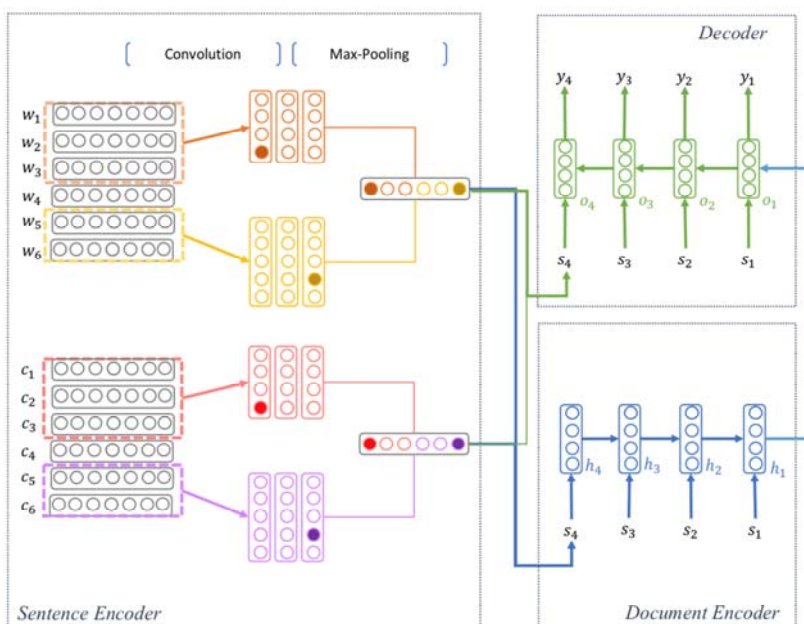 Convolution
Max-Pooling
w1
w2
w3
w4
w5
w6
c1
c2
c3
c4
c5
c6
Sentence Encoder
Decoder
y4 y3 y2 y1
o4 o3 o2 o1
s4 s3 s2 s1
h4 h3 h2 h1
s4 s3 s2 s1
Document Encoder